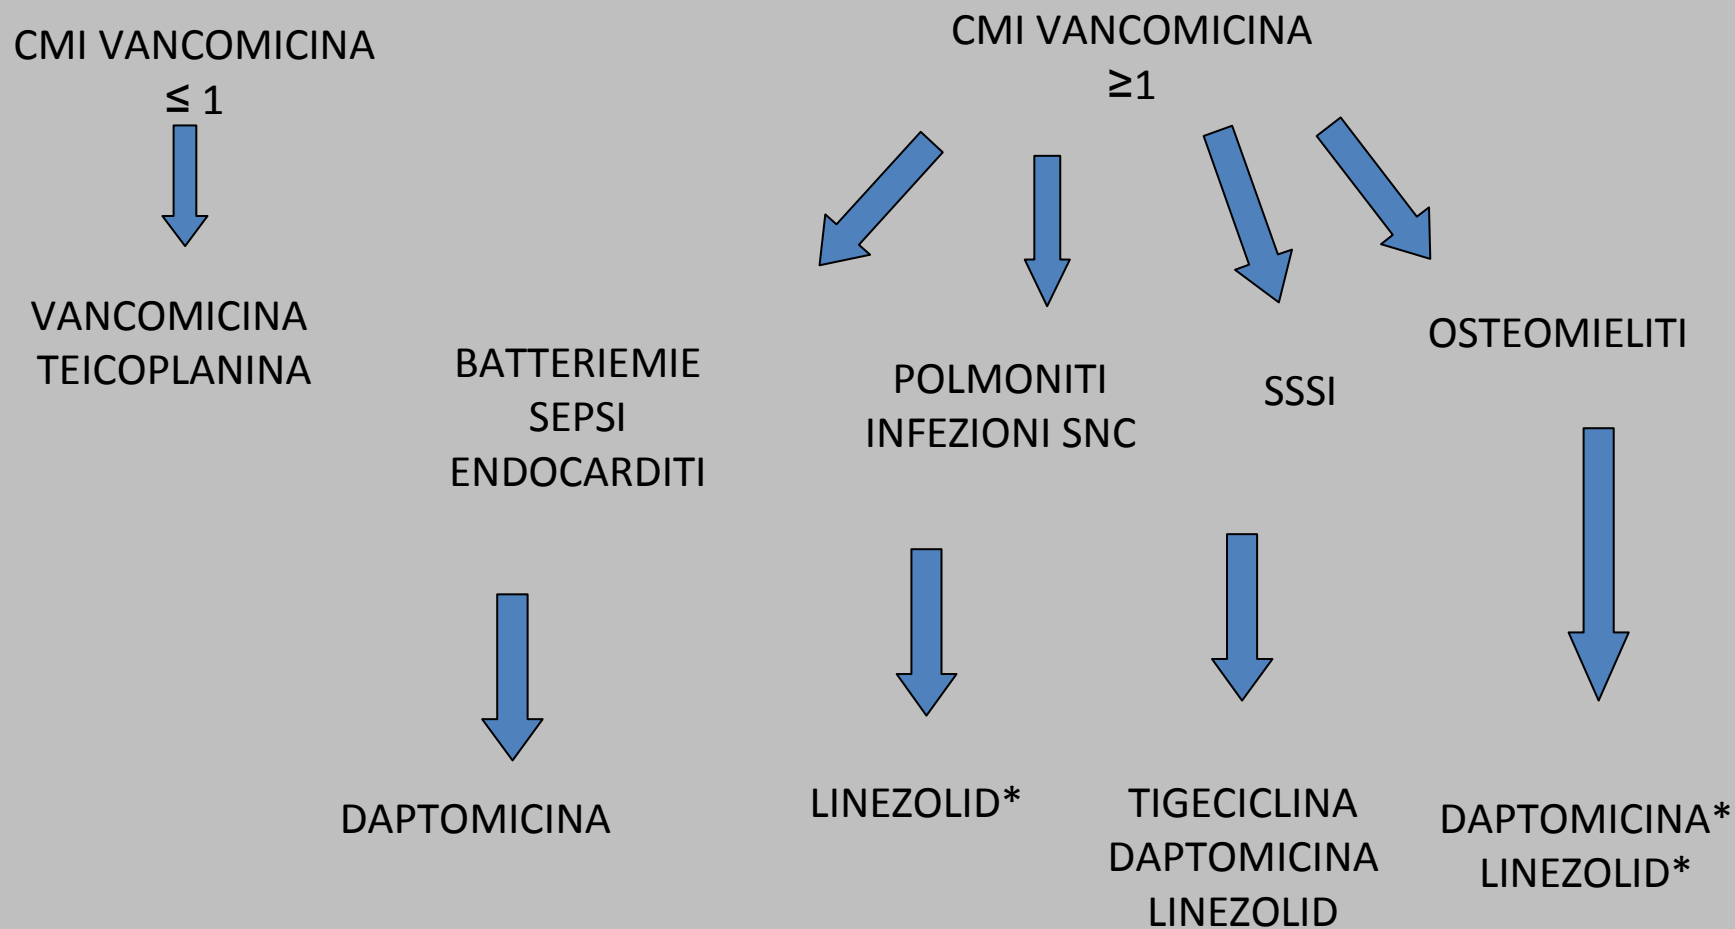 CMI VANCOMICINA
≤ 1
CMI VANCOMICINA
≥1
VANCOMICINA
TEICOPLANINA
BATTERIEMIE
SEPSI
ENDOCARDITI
POLMONITI
INFEZIONI SNC
SSSI
OSTEOMIELITI
DAPTOMICINA
LINEZOLID*
TIGECICLINA
DAPTOMICINA
LINEZOLID
DAPTOMICINA*
LINEZOLID*